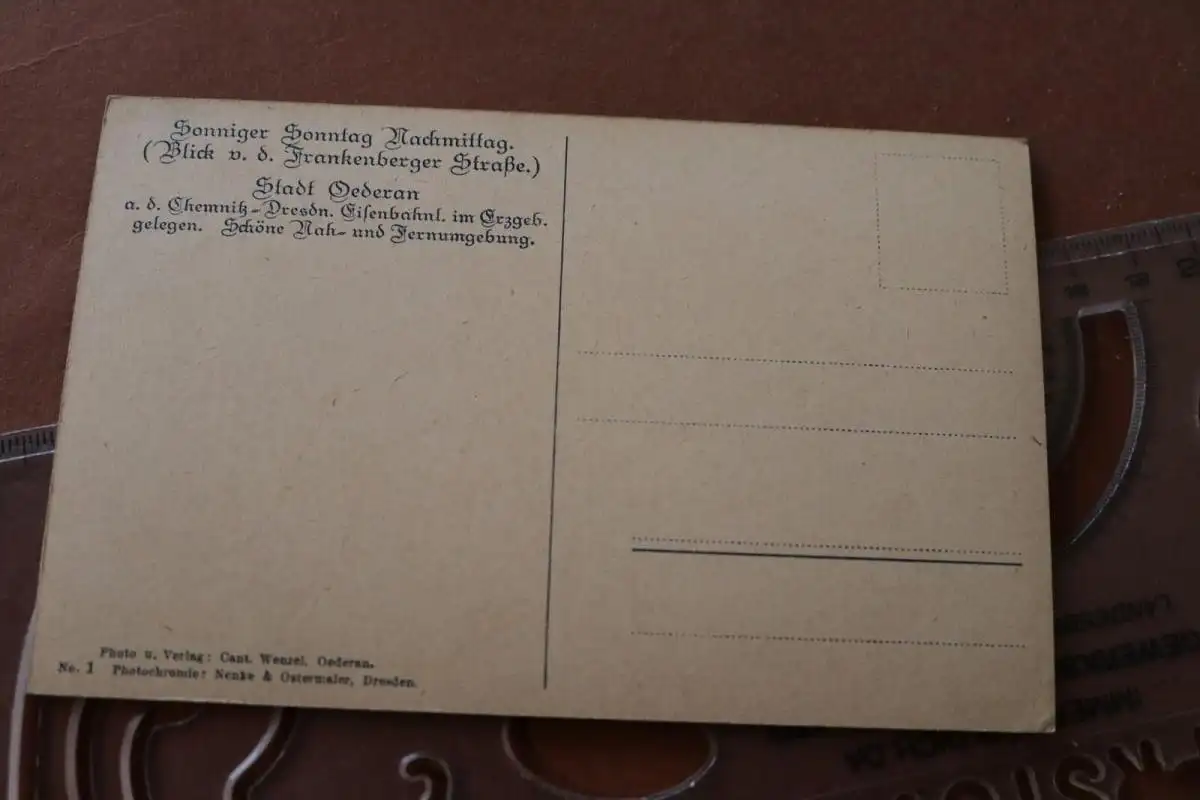 Sonniger Sonntag Nachmittag.
(Blick v. d. Frankenberger Straße.)
Stadt Oederan
a. d. Chemnitz-Dresdn. Eisenbahnl. im Erzgeb.
gelegen. Schöne Nah- und Fernumgebung.
Photo u. Verlag: Cant. Wenzel, Oederan.
No. 1 Photochromie: Nenke & Ostermaier, Dresden.